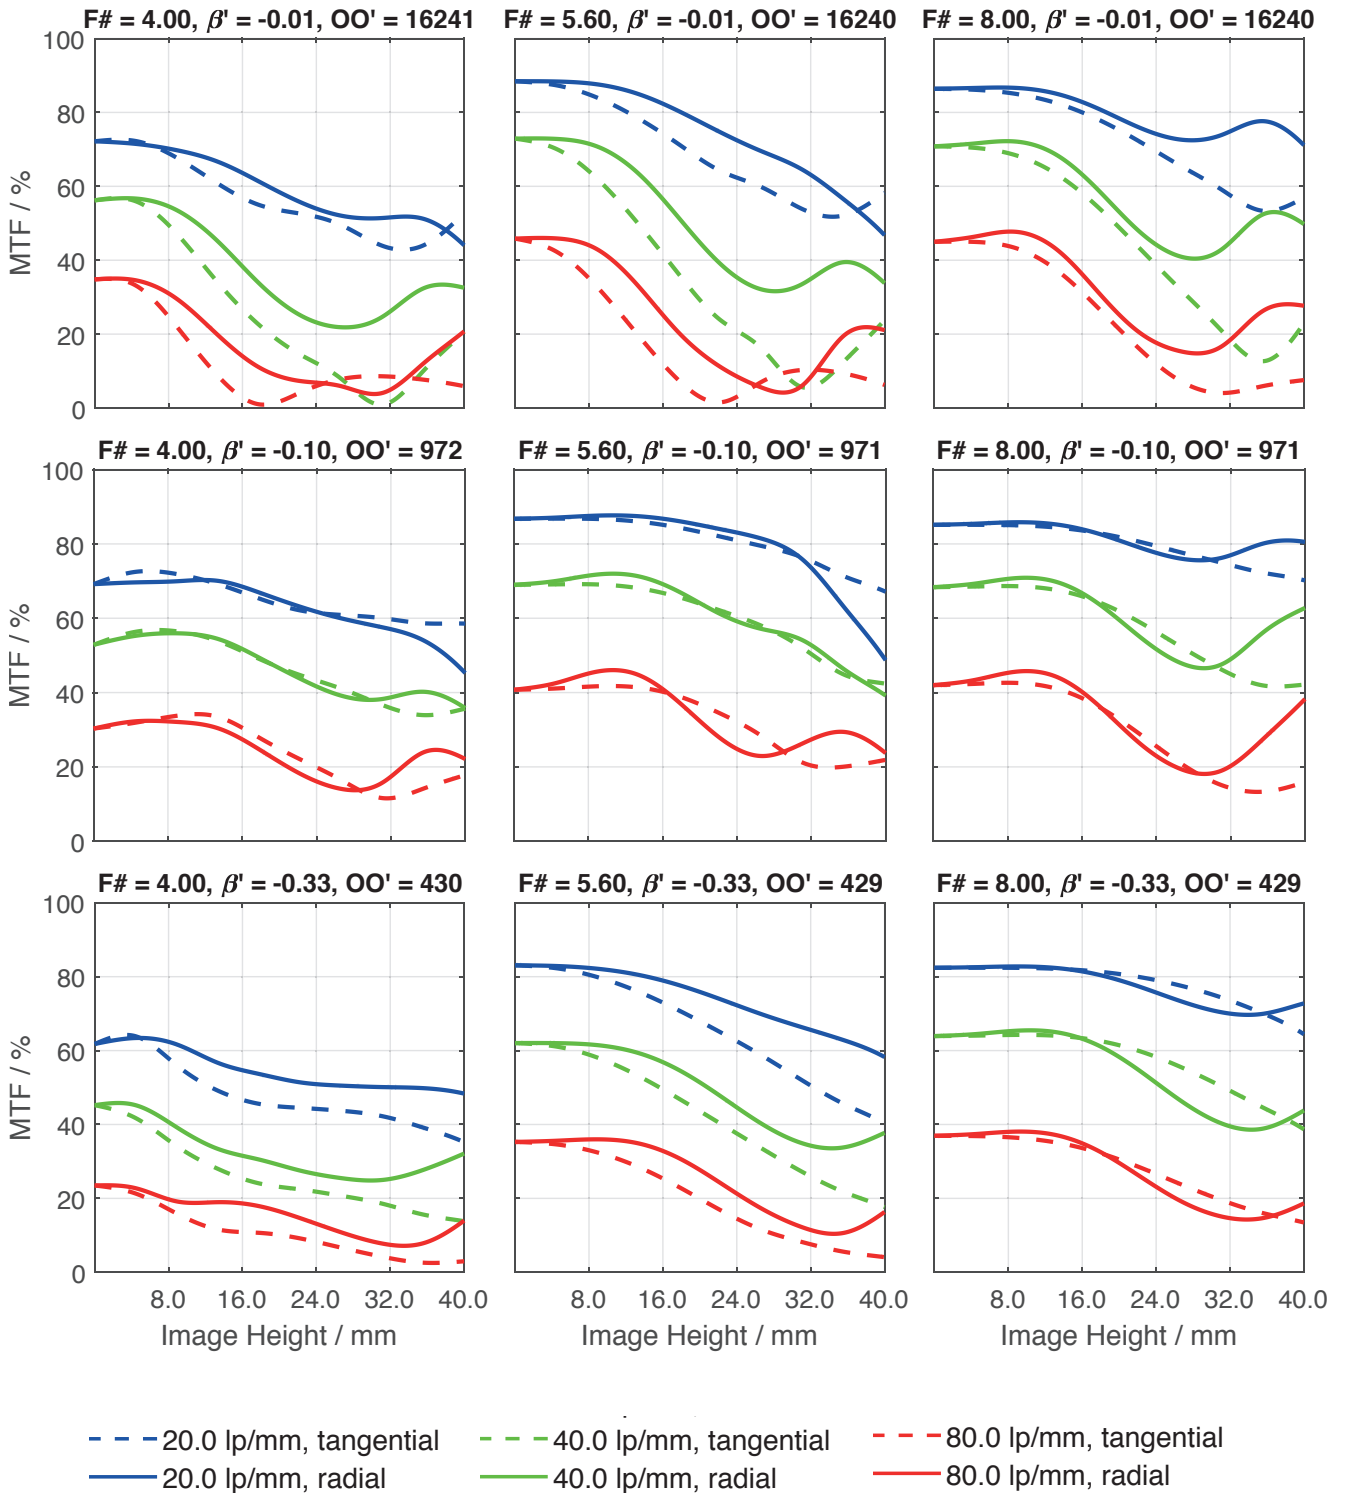 F# = 4.00, β' = -0.01, OO' = 16241
F# = 5.60, β' = -0.01, OO' = 16240
F# = 8.00, β' = -0.01, OO' = 16240
100
80
60
40
20
0
MTF / %
F# = 4.00, β' = -0.10, OO' = 972
F# = 5.60, β' = -0.10, OO' = 971
F# = 8.00, β' = -0.10, OO' = 971
100
80
60
40
20
0
MTF / %
F# = 4.00, β' = -0.33, OO' = 430
F# = 5.60, β' = -0.33, OO' = 429
F# = 8.00, β' = -0.33, OO' = 429
100
80
60
40
20
0
MTF / %
8.0 16.0 24.0 32.0 40.0
8.0 16.0 24.0 32.0 40.0
8.0 16.0 24.0 32.0 40.0
Image Height / mm
Image Height / mm
Image Height / mm
20.0 lp/mm, tangential
40.0 lp/mm, tangential
80.0 lp/mm, tangential
20.0 lp/mm, radial
40.0 lp/mm, radial
80.0 lp/mm, radial